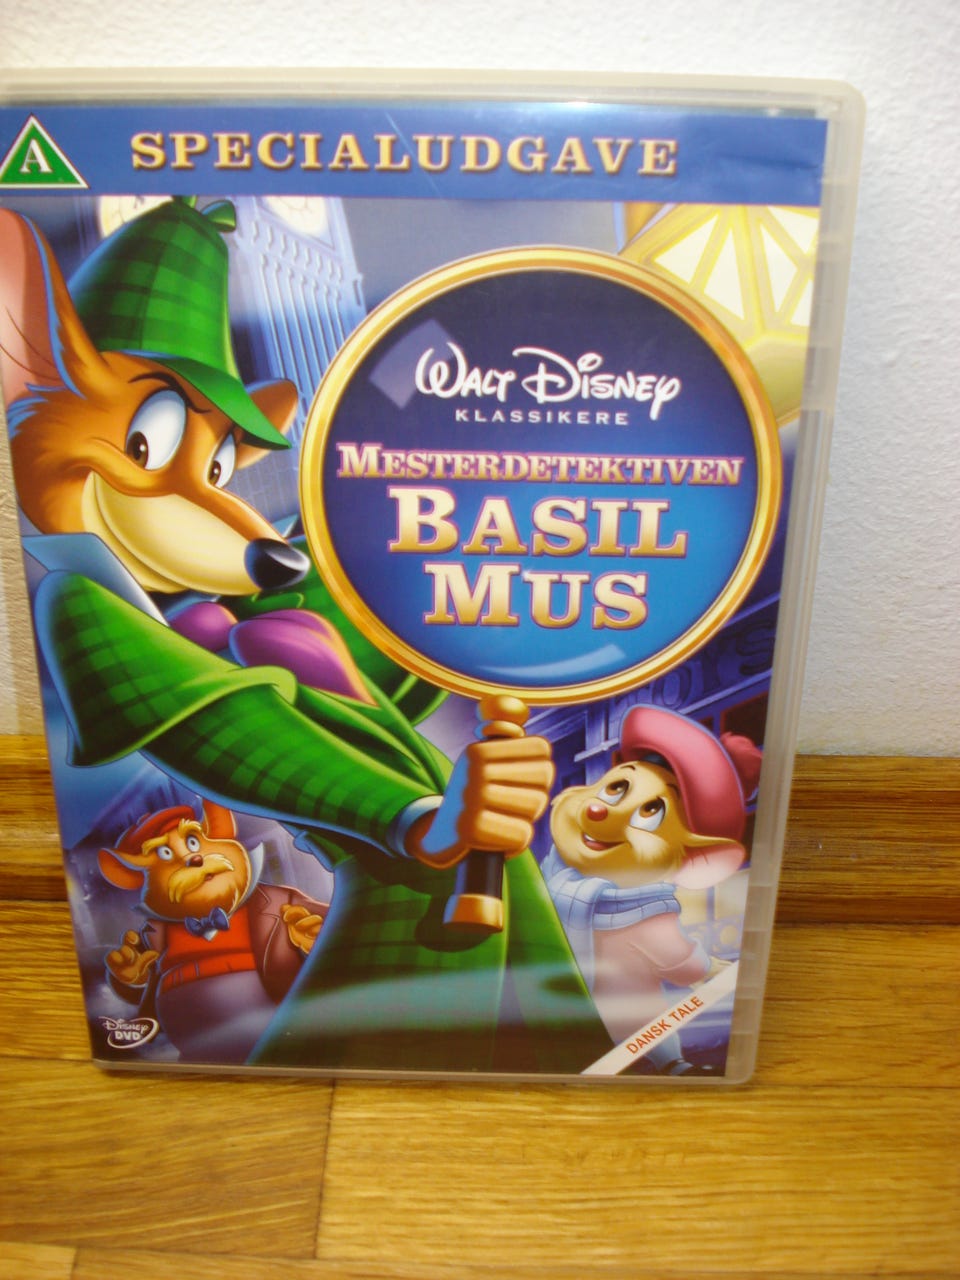 A
SPECIALUDGAVE
WALT DISNEY
KLASSIKERE
MESTERDETEKTIVEN
BASIL
MUS
DISNEY
DVD
DANSK TALE